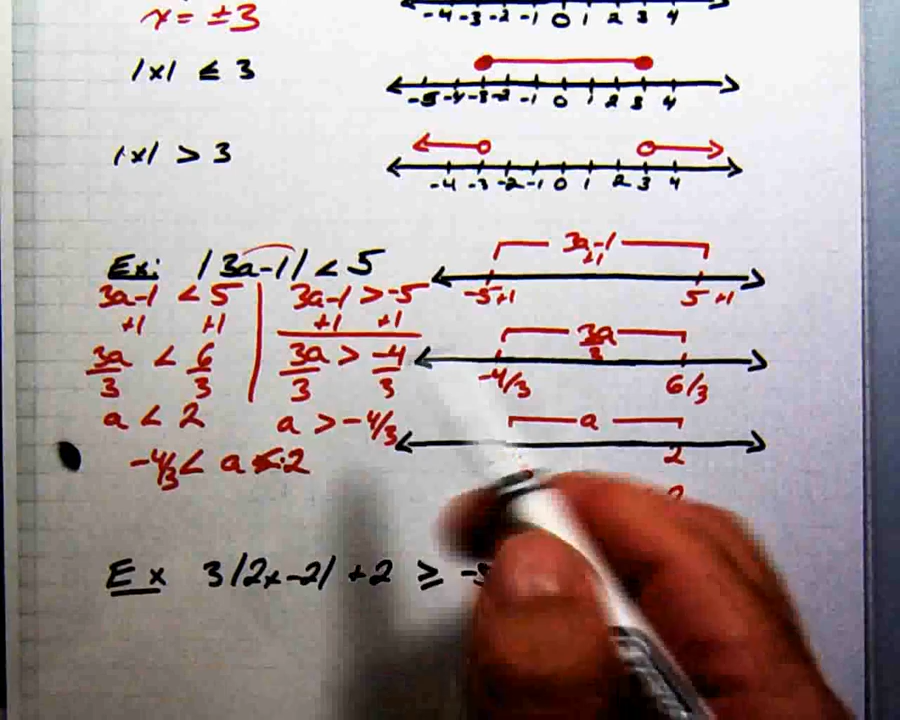 x = ±3
-4 -3 -2 -1 0 1 2 3 4
|x| ≤ 3
-5 -4 -3 -2 -1 0 1 2 3 4
|x| > 3
-4 -3 -2 -1 0 1 2 3 4
Ex: |3a-1| < 5
3a-1
+1
3a-1 < 5 3a-1 > -5
-5+1 5+1
+1 +1 +1 +1
3a
3
3a/3 < 6/3 3a/3 > -4/3
-4/3 6/3
a < 2 a > -4/3
a
2
-4/3 < a < 2
Ex 3|2x-2| + 2 ≥